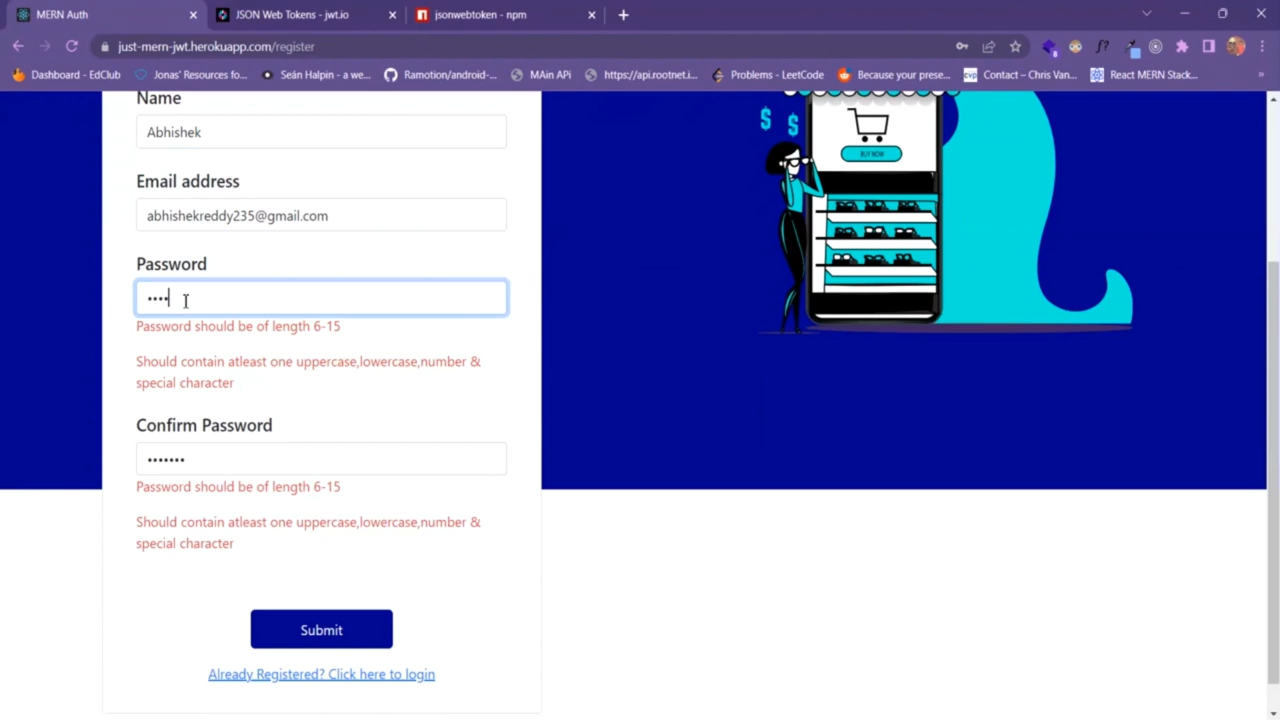 MERN Auth
JSON Web Tokens - jwt.io
jsonwebtoken - npm
just-mern-jwt.herokuapp.com/register
Dashboard - EdClub
Jonas' Resources fo...
Seán Halpin - a we...
Ramotion/android-...
MAin APi
https://api.rootnet.i...
Problems - LeetCode
Because your prese...
cvp
Contact – Chris Van...
React MERN Stack...
»
Name
Abhishek
Email address
abhishekreddy235@gmail.com
Password
••••
Password should be of length 6-15
Should contain atleast one uppercase,lowercase,number &
special character
Confirm Password
•••••••
Password should be of length 6-15
Should contain atleast one uppercase,lowercase,number &
special character
Submit
Already Registered? Click here to login
$ $
BUY NOW